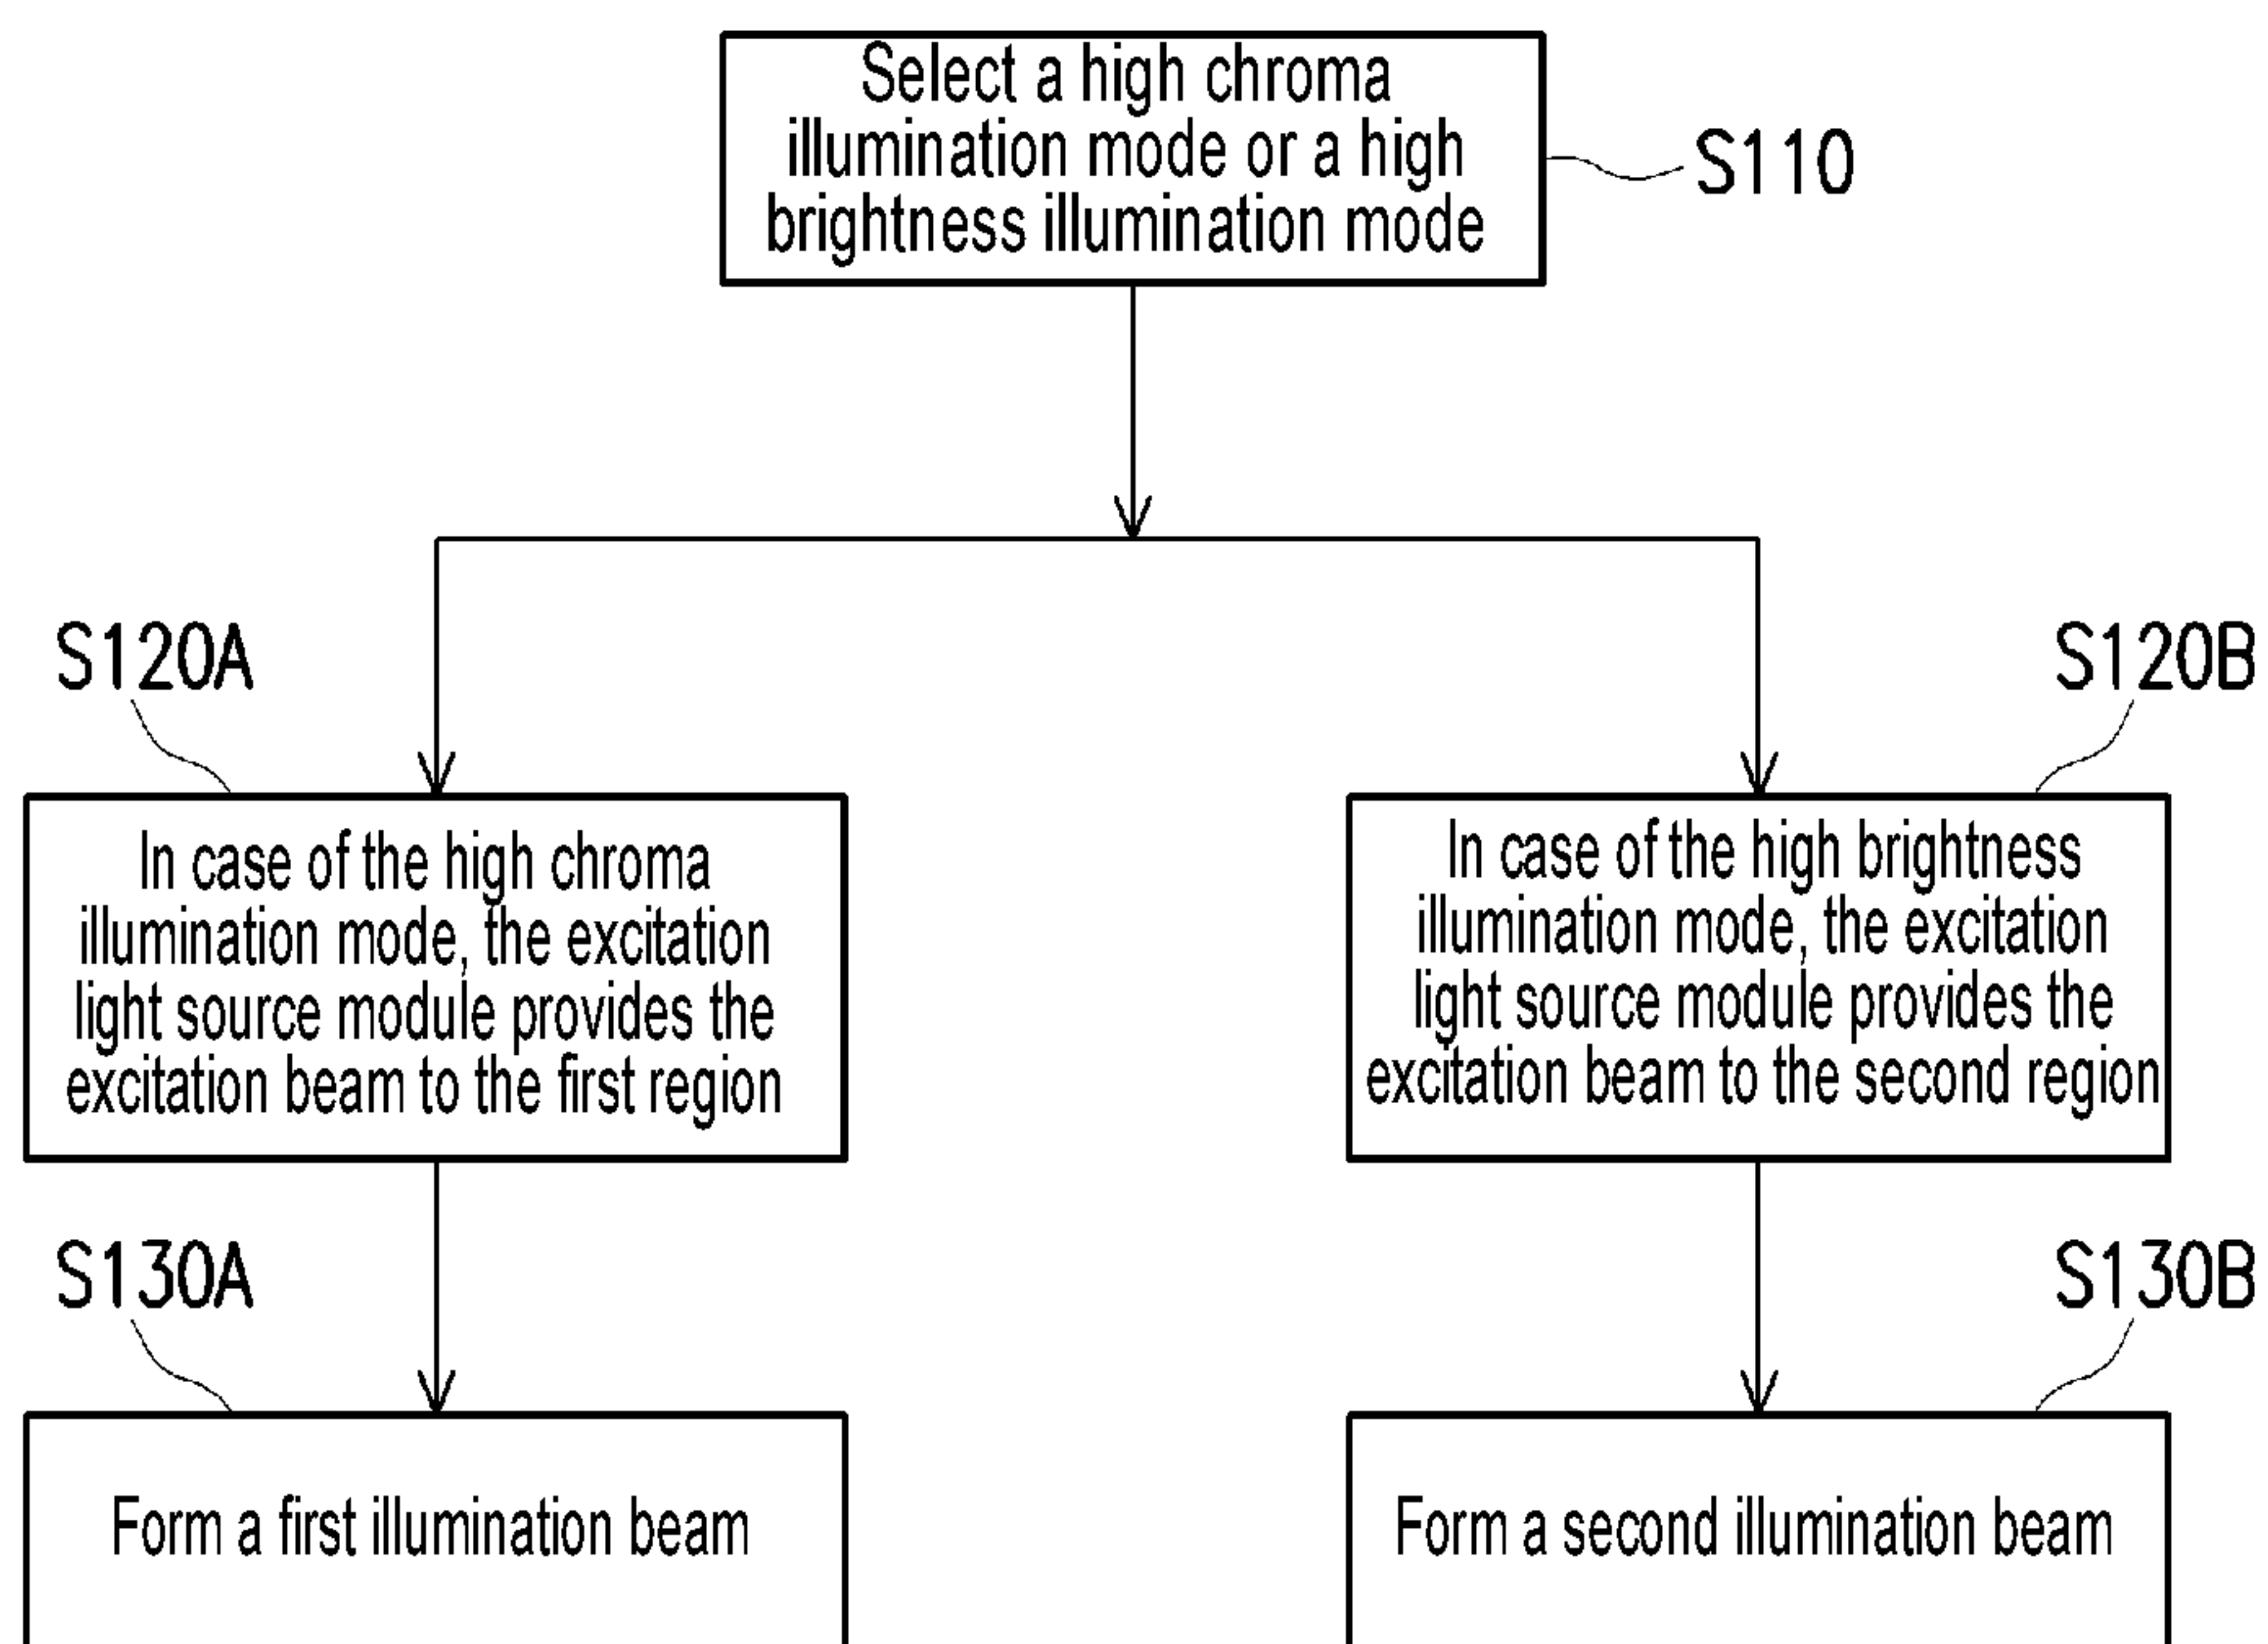 Select a high chroma
illumination mode or a high
brightness illumination mode
S110
S120A
In case of the high chroma
illumination mode, the excitation
light source module provides the
excitation beam to the first region
S120B
In case of the high brightness
illumination mode, the excitation
light source module provides the
excitation beam to the second region
S130A
Form a first illumination beam
S130B
Form a second illumination beam